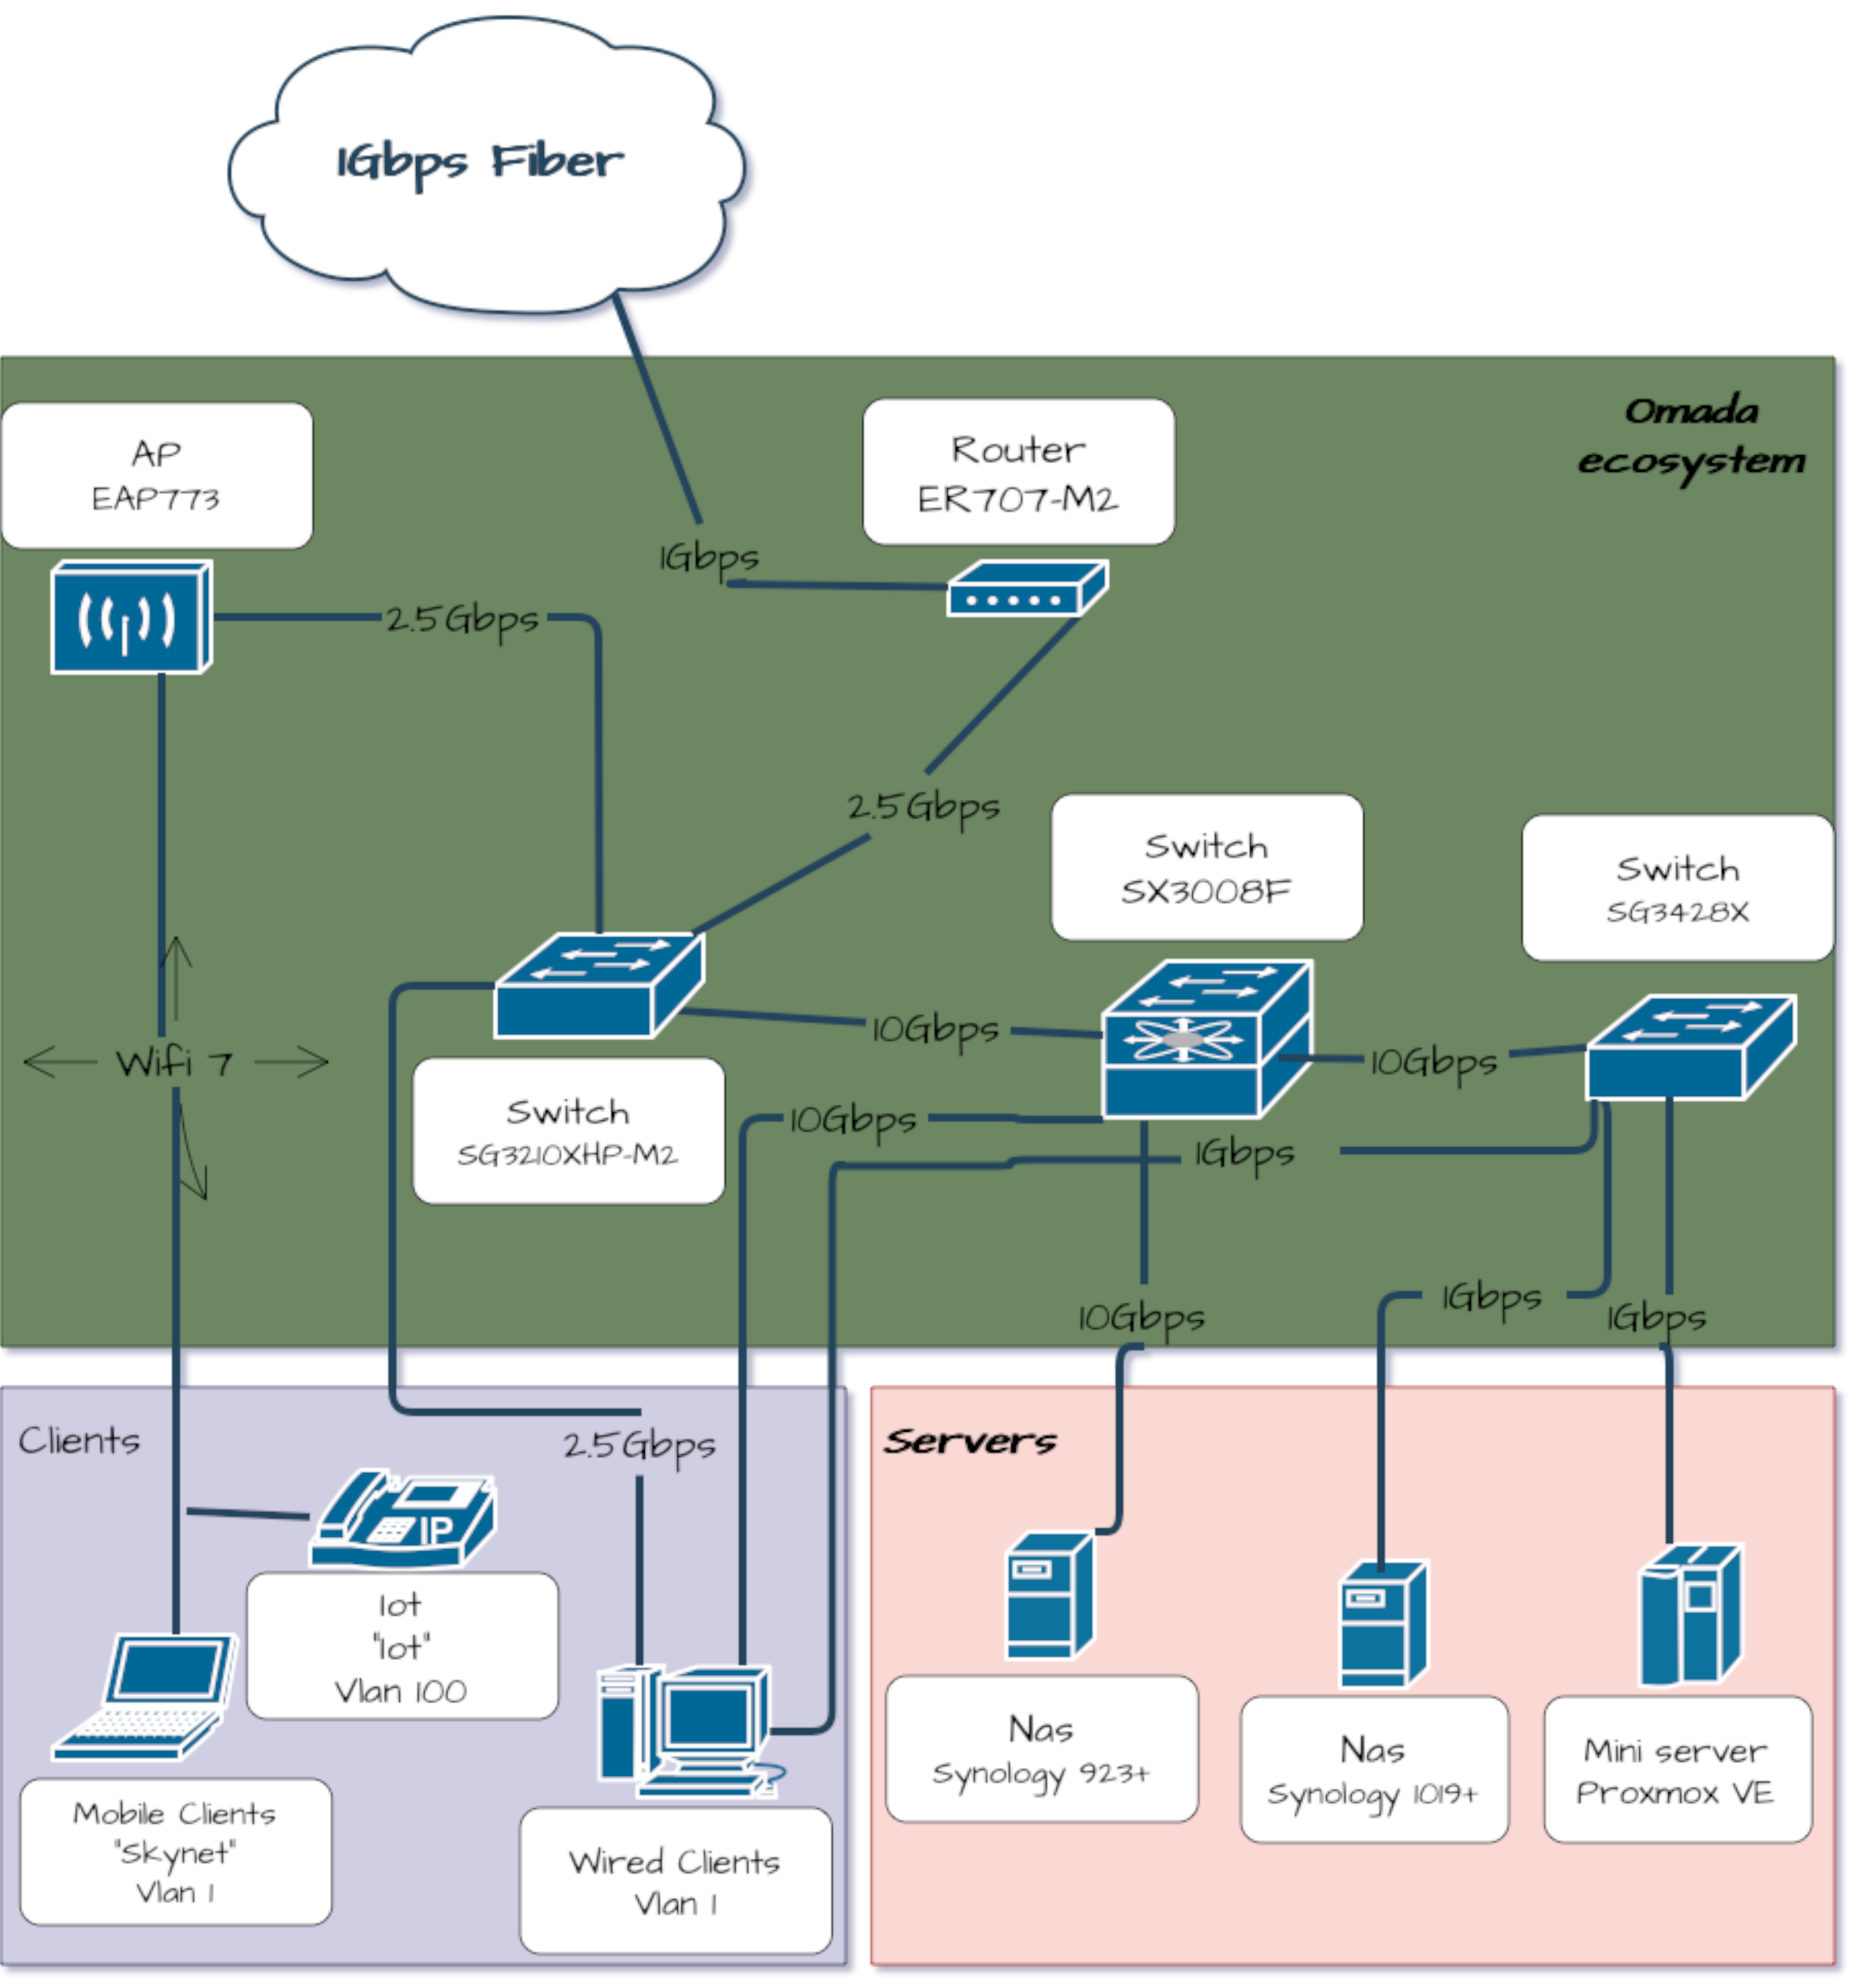 1Gbps Fiber
Omada
ecosystem
AP
EAP773
Router
ER707-M2
1Gbps
2.5Gbps
2.5Gbps
Switch
SX3008F
Switch
SG3428X
10Gbps
Wifi 7
10Gbps
Switch
SG3210XHP-M2
10Gbps
1Gbps
10Gbps
1Gbps
1Gbps
Clients
2.5Gbps
Servers
IP
Iot
"Iot"
Vlan 100
Nas
Synology 923+
Nas
Synology 1019+
Mini server
Proxmox VE
Mobile Clients
"Skynet"
Vlan 1
Wired Clients
Vlan 1